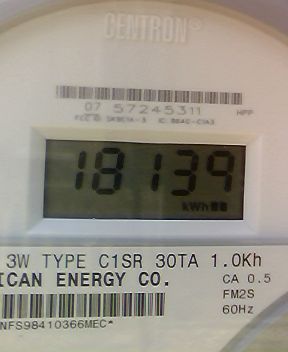 CENTRON®
07 57245311 HPP
18139
kWh
3W TYPE C1SR 30TA 1.0Kh
ICAN ENERGY CO. CA 0.5
FM2S
60Hz
NFS98410366MEC*